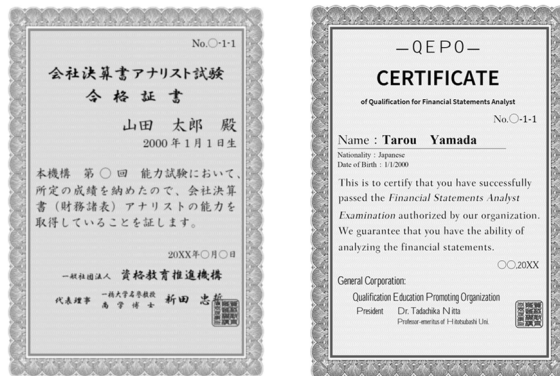 No.○-1-1
会社決算書アナリスト試験
合格証書
山田 太郎 殿
2000年1月1日生
本機構 第○回 能力試験において、
所定の成績を納めたので、会社決算
書（財務諸表）アナリストの能力を
取得していることを証します。
20XX年○月○日
一般社団法人 資格教育推進機構
代表理事 一橋大学名誉教授 商学博士 新田 忠誓
—QEPO—
CERTIFICATE
of Qualification for Financial Statements Analyst
No.○-1-1
Name : Tarou Yamada
Nationality : Japanese
Date of Birth : 1/1/2000
This is to certify that you have successfully
passed the Financial Statements Analyst
Examination authorized by our organization.
We guarantee that you have the ability of
analyzing the financial statements.
○○,20XX
General Corporation:
Qualification Education Promoting Organization
President Dr. Tadachika Nitta
Professor-emeritus of Hitotsubashi Uni.